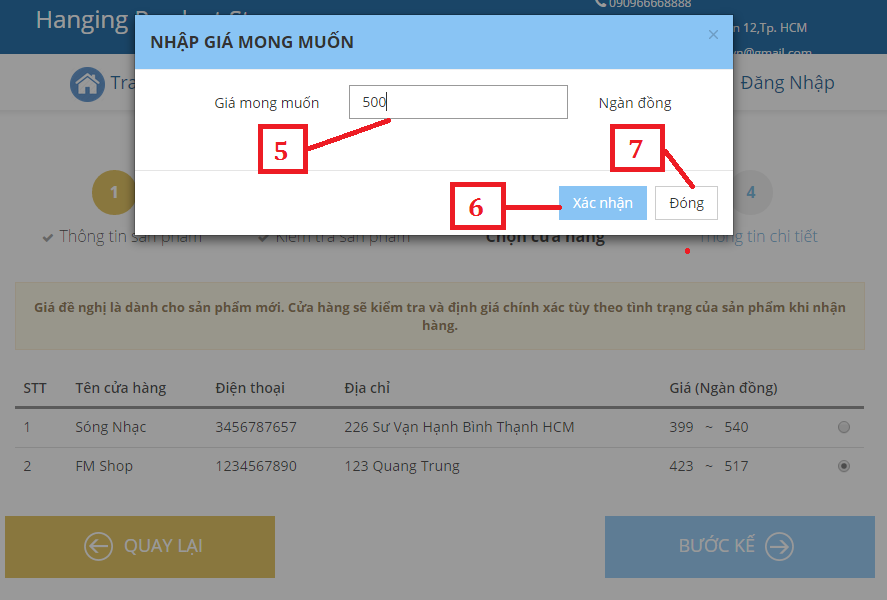 Hanging
090966668888
NHẬP GIÁ MONG MUỐN
×
12,Tp. HCM
Đăng Nhập
Giá mong muốn 500 Ngàn đồng
5
7
6
Xác nhận Đóng
1
4
Thông tin sản phẩm Kiểm tra sản phẩm Chọn cửa hàng Thông tin chi tiết
Giá đề nghị là dành cho sản phẩm mới. Cửa hàng sẽ kiểm tra và định giá chính xác tùy theo tình trạng của sản phẩm khi nhận
hàng.
STT Tên cửa hàng Điện thoại Địa chỉ Giá (Ngàn đồng)
1 Sóng Nhạc 3456787657 226 Sư Vạn Hạnh Bình Thạnh HCM 399 ~ 540
2 FM Shop 1234567890 123 Quang Trung 423 ~ 517
QUAY LẠI BƯỚC KẾ